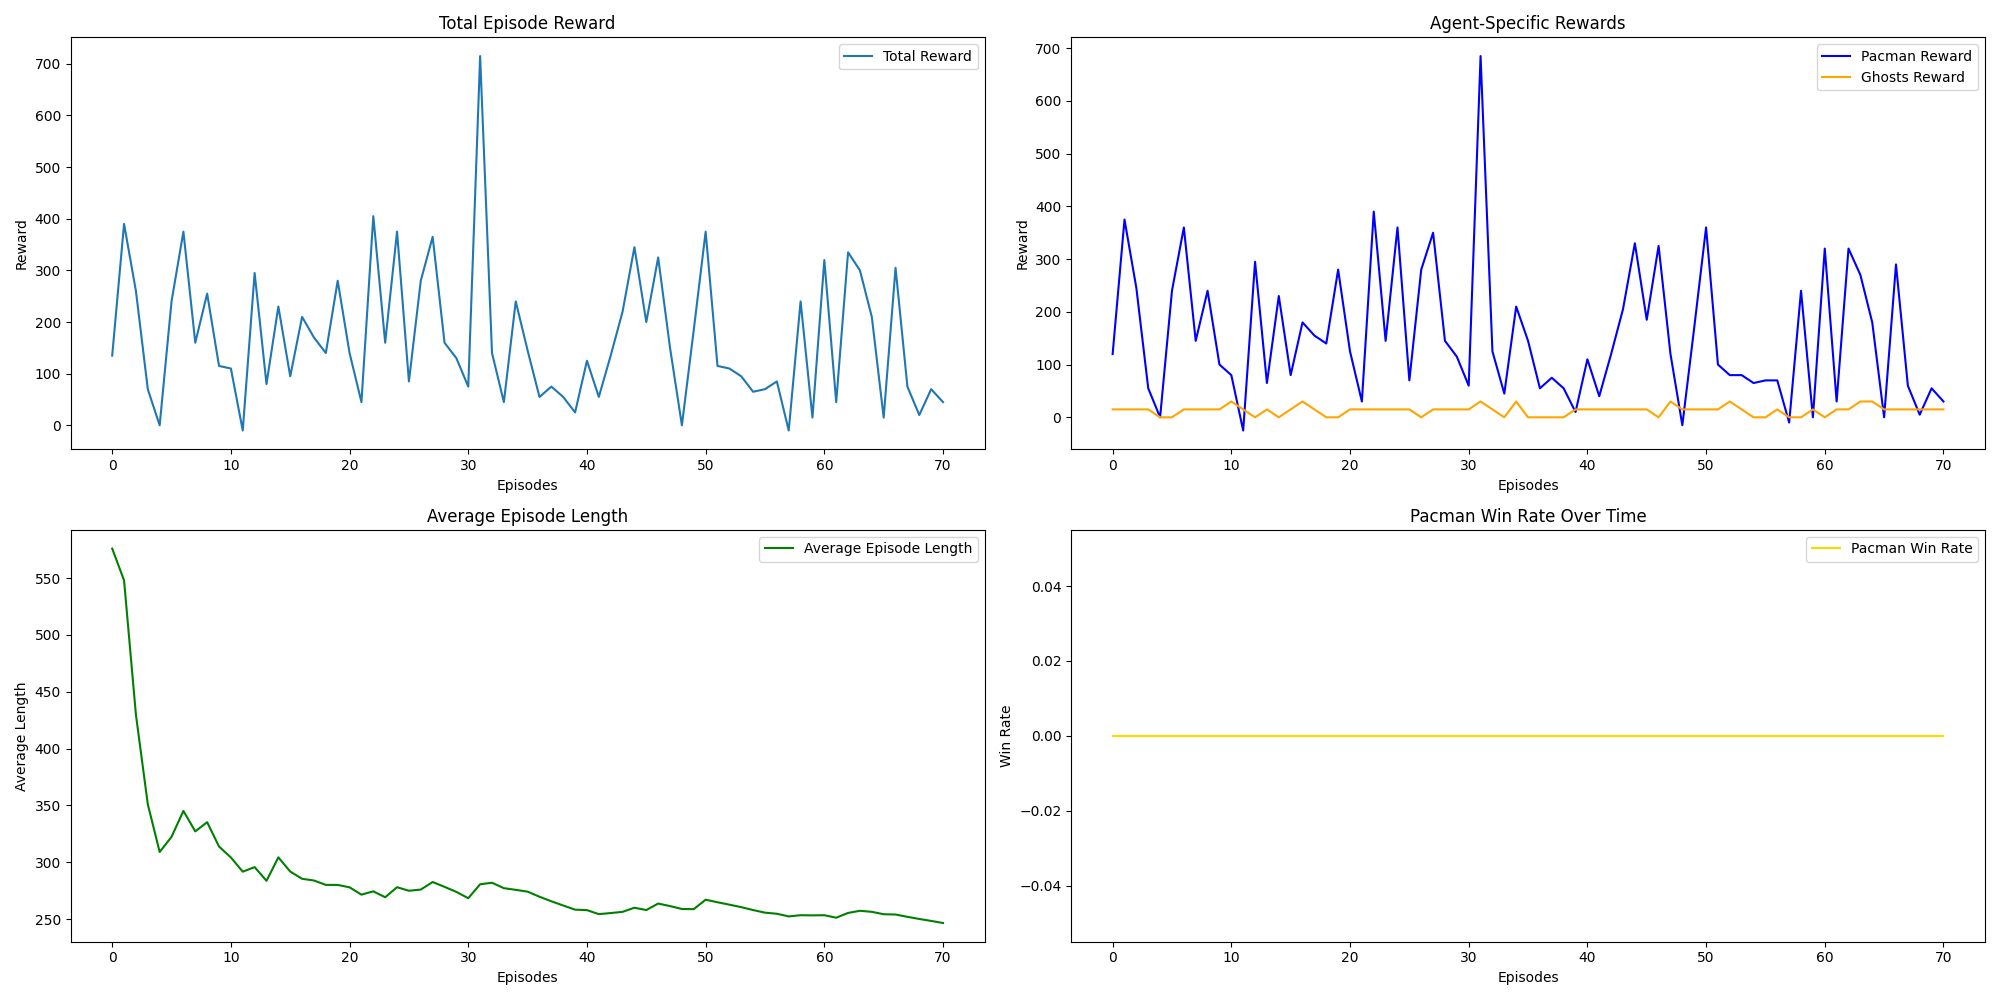 Total Episode Reward
Total Reward
700
600
500
400
300
200
100
0
Reward
0 10 20 30 40 50 60 70
Episodes
Agent-Specific Rewards
Pacman Reward
Ghosts Reward
700
600
500
400
300
200
100
0
Reward
0 10 20 30 40 50 60 70
Episodes
Average Episode Length
Average Episode Length
550
500
450
400
350
300
250
Average Length
0 10 20 30 40 50 60 70
Episodes
Pacman Win Rate Over Time
Pacman Win Rate
0.04
0.02
0.00
−0.02
−0.04
Win Rate
0 10 20 30 40 50 60 70
Episodes